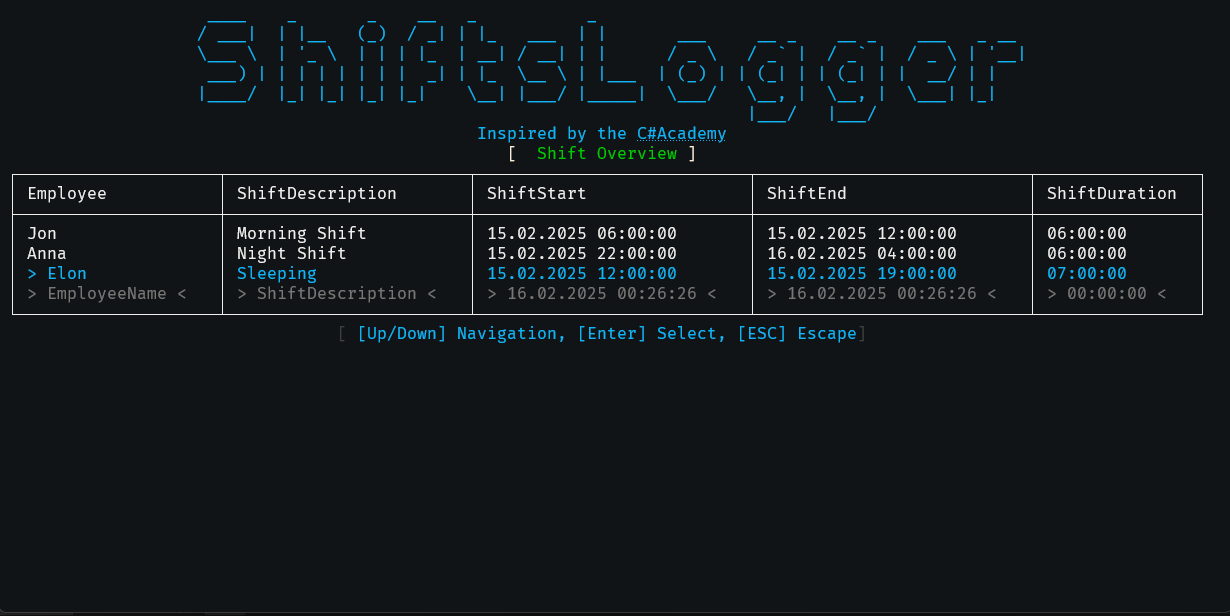 ShiftsLogger
Inspired by the C#Academy
[  Shift Overview ]
Employee ShiftDescription ShiftStart ShiftEnd ShiftDuration
Jon Morning Shift 15.02.2025 06:00:00 15.02.2025 12:00:00 06:00:00
Anna Night Shift 15.02.2025 22:00:00 16.02.2025 04:00:00 06:00:00
> Elon Sleeping 15.02.2025 12:00:00 15.02.2025 19:00:00 07:00:00
> EmployeeName < > ShiftDescription < > 16.02.2025 00:26:26 < > 16.02.2025 00:26:26 < > 00:00:00 <
[ [Up/Down] Navigation, [Enter] Select, [ESC] Escape]